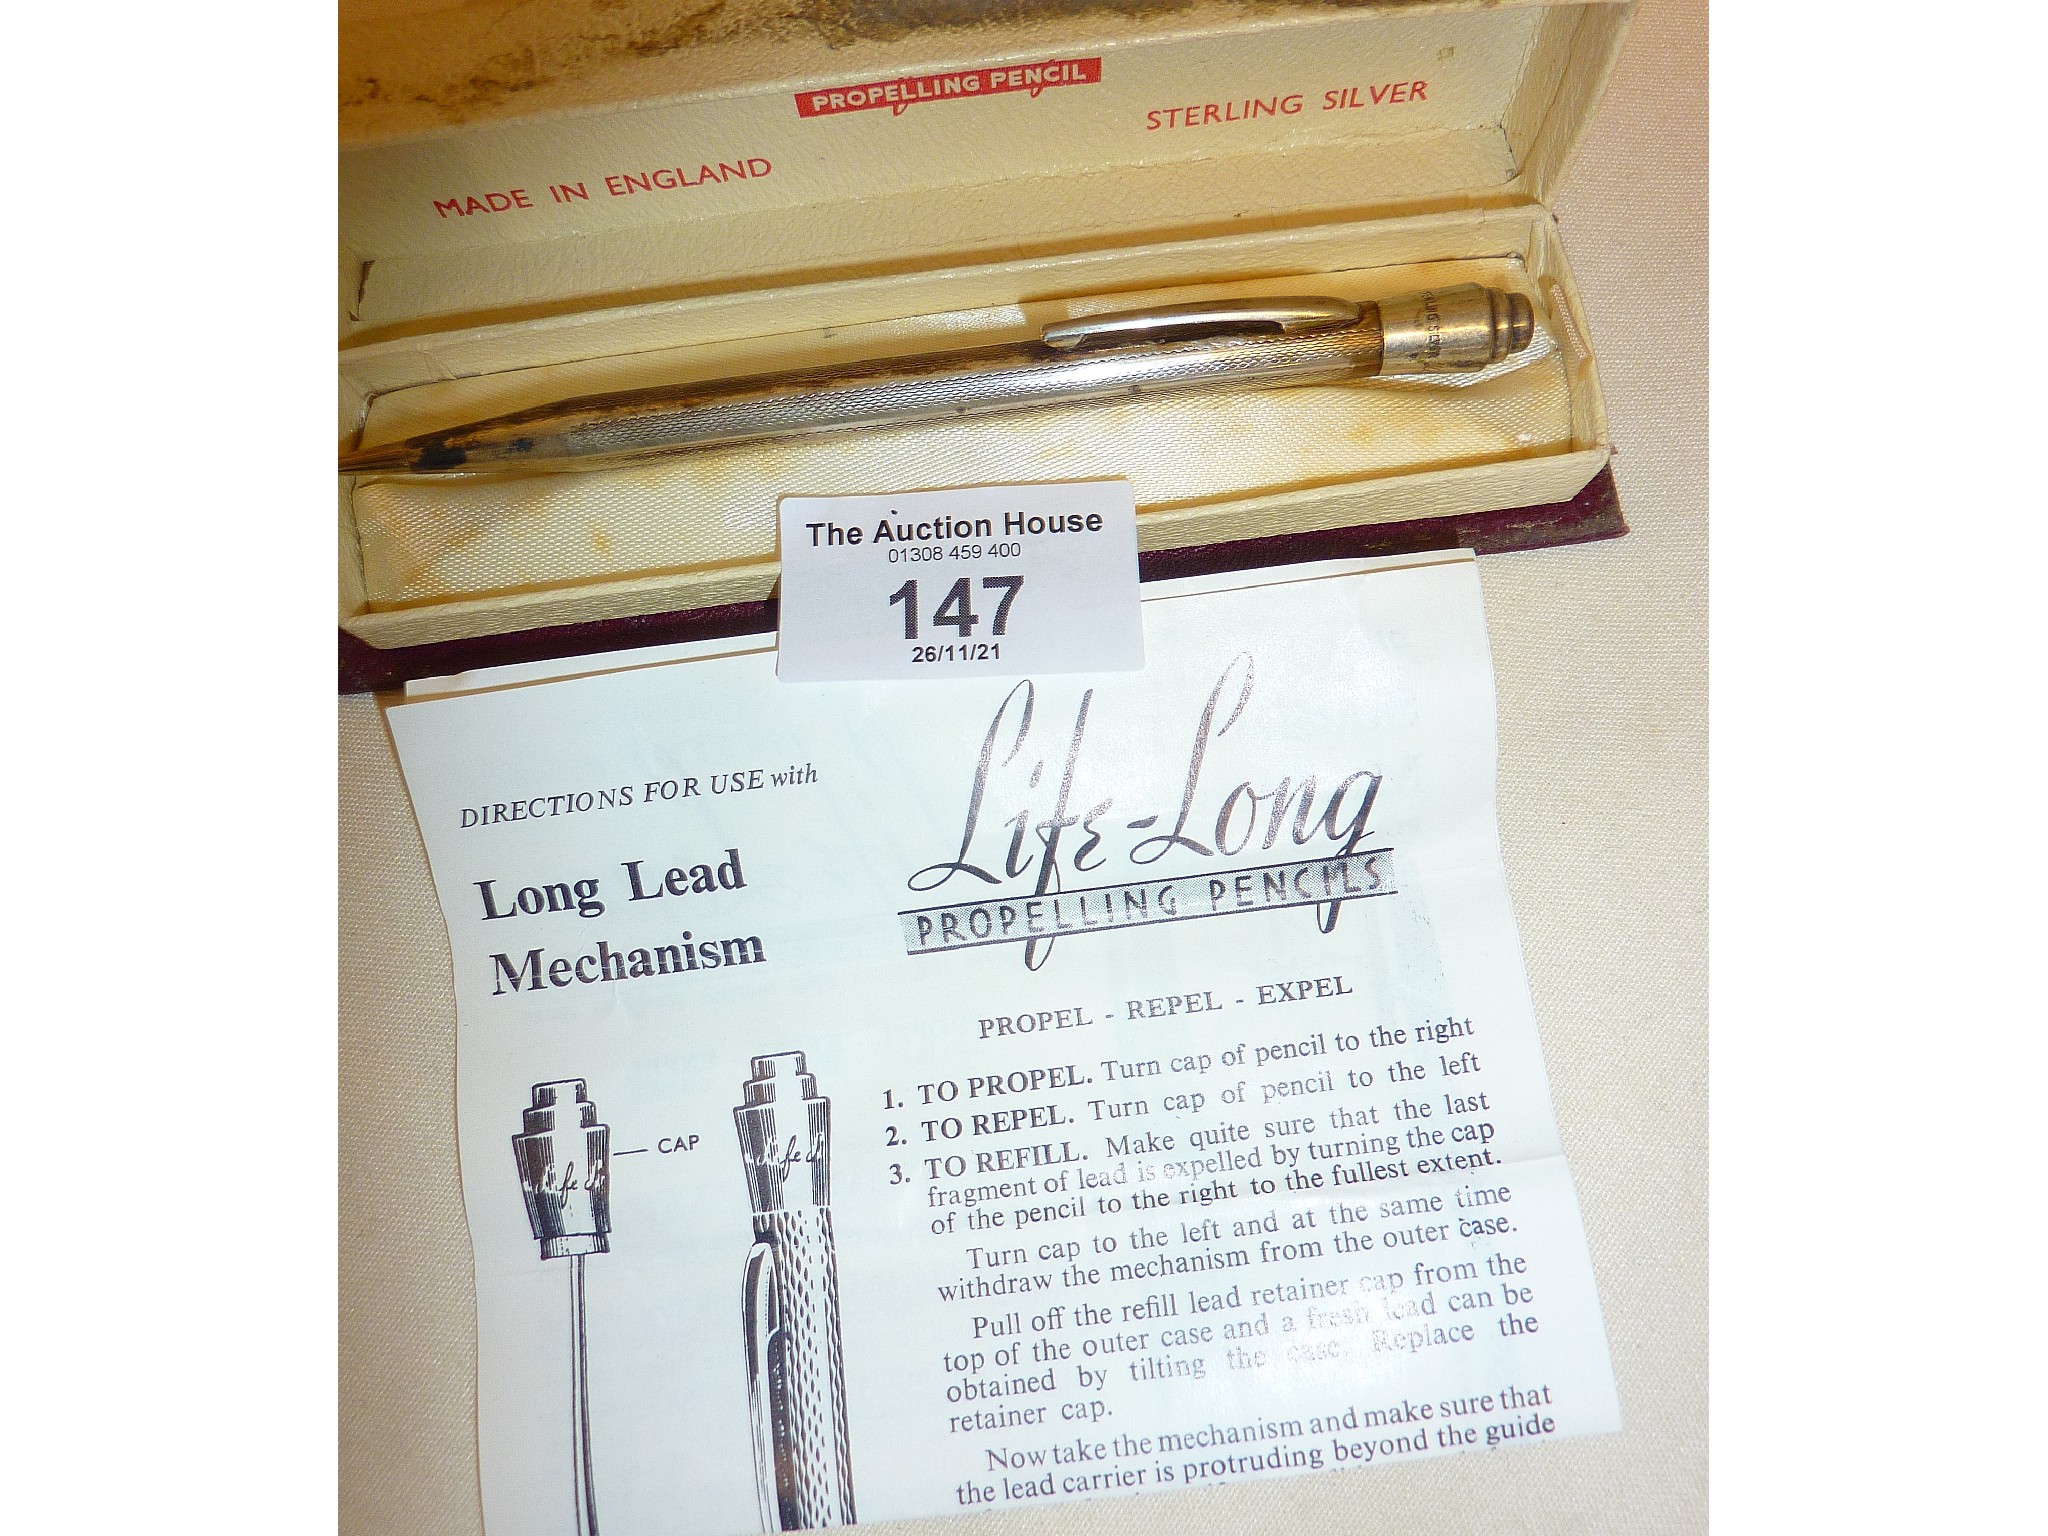 PROPELLING PENCIL
MADE IN ENGLAND
STERLING SILVER
The Auction House
01308 459 400
147
26/11/21
DIRECTIONS FOR USE with
Long Lead
Mechanism
Life-Long
PROPELLING PENCILS
CAP
PROPEL - REPEL - EXPEL
1. TO PROPEL. Turn cap of pencil to the right
2. TO REPEL. Turn cap of pencil to the left
3. TO REFILL. Make quite sure that the last
fragment of lead is expelled by turning the cap
of the pencil to the right to the fullest extent.
Turn cap to the left and at the same time
withdraw the mechanism from the outer case.
Pull off the refill lead retainer cap from the
top of the outer case and a fresh lead can be
obtained by tilting the case. Replace the
retainer cap.
Now take the mechanism and make sure that
the lead carrier is protruding beyond the guide